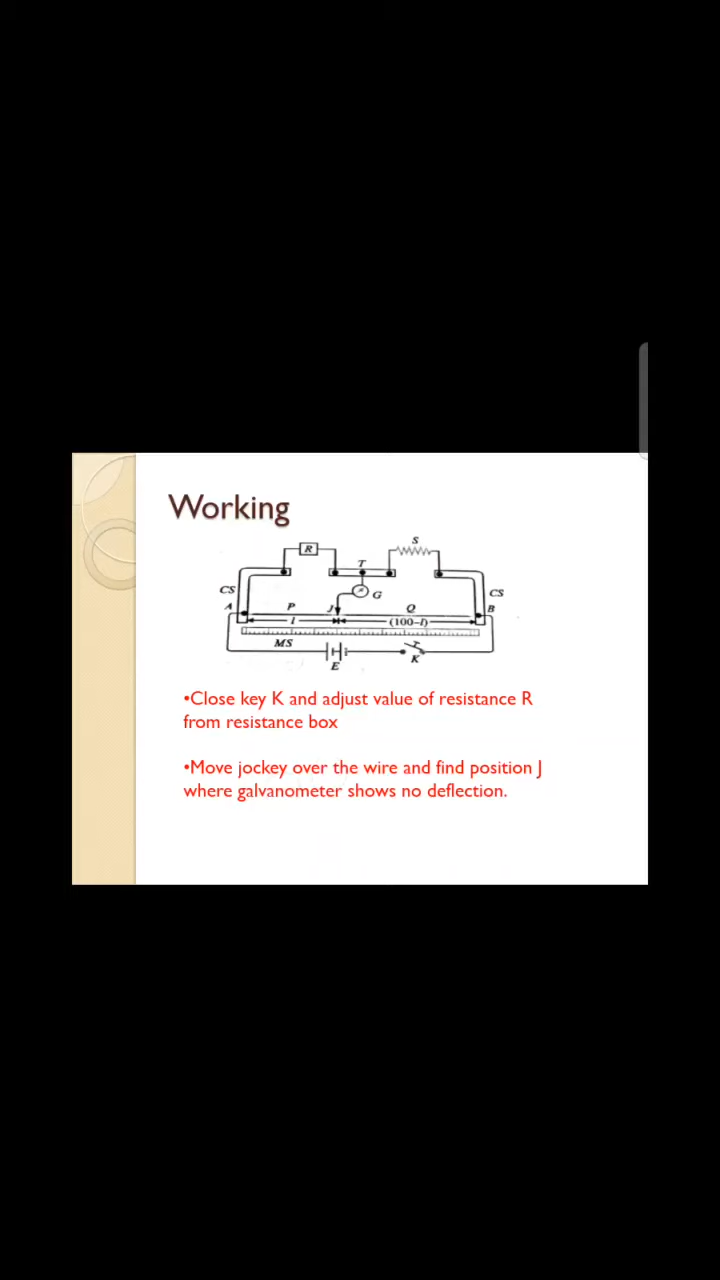 Working
R
S
T
CS
G
CS
A
P
J
Q
B
l
(100-l)
MS
E
K
•Close key K and adjust value of resistance R
from resistance box
•Move jockey over the wire and find position J
where galvanometer shows no deflection.